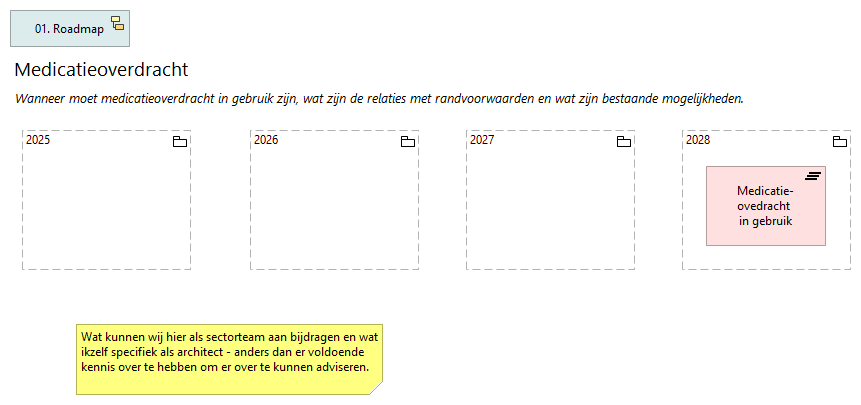 01. Roadmap
Medicatieoverdracht
Wanneer moet medicatieoverdracht in gebruik zijn, wat zijn de relaties met randvoorwaarden en wat zijn bestaande mogelijkheden.
2025
2026
2027
2028
Medicatie-
ovedracht
in gebruik
Wat kunnen wij hier als sectorteam aan bijdragen en wat
ikzelf specifiek als architect - anders dan er voldoende
kennis over te hebben om er over te kunnen adviseren.